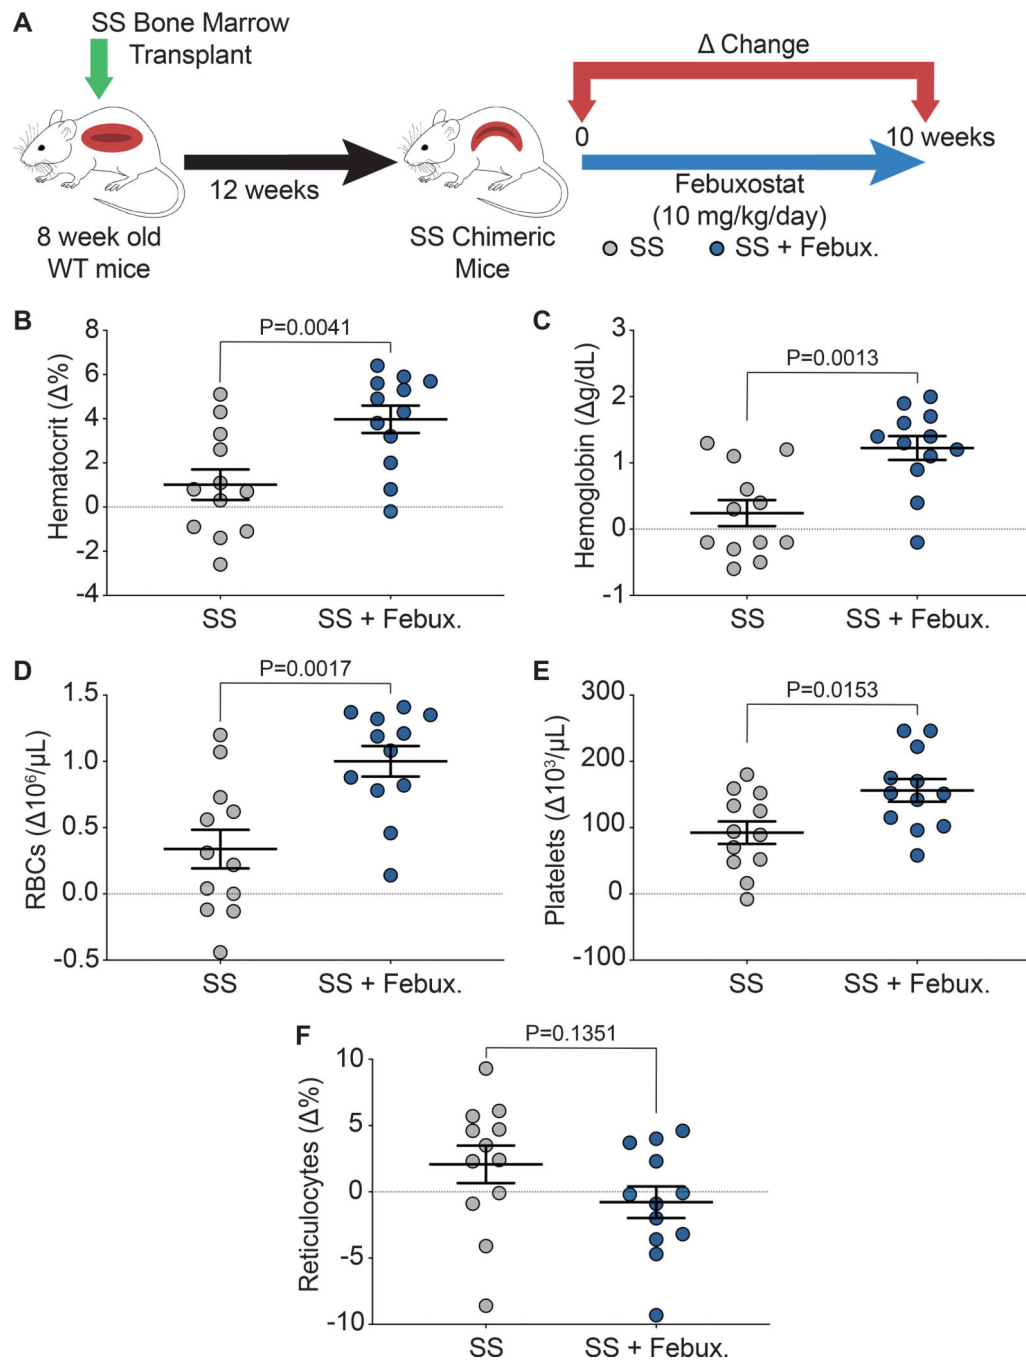 A
SS Bone Marrow
Transplant
Δ Change
12 weeks
0
10 weeks
Febuxostat
(10 mg/kg/day)
8 week old
WT mice
SS Chimeric
Mice
SS
SS + Febux.
B
P=0.0041
Hematocrit (Δ%)
8
6
4
2
0
-2
-4
SS
SS + Febux.
C
P=0.0013
Hemoglobin (Δg/dL)
3
2
1
0
-1
SS
SS + Febux.
D
P=0.0017
RBCs (Δ10⁶/µL)
1.5
1.0
0.5
0.0
-0.5
SS
SS + Febux.
E
P=0.0153
Platelets (Δ10³/µL)
300
200
100
0
-100
SS
SS + Febux.
F
P=0.1351
Reticulocytes (Δ%)
10
5
0
-5
-10
SS
SS + Febux.